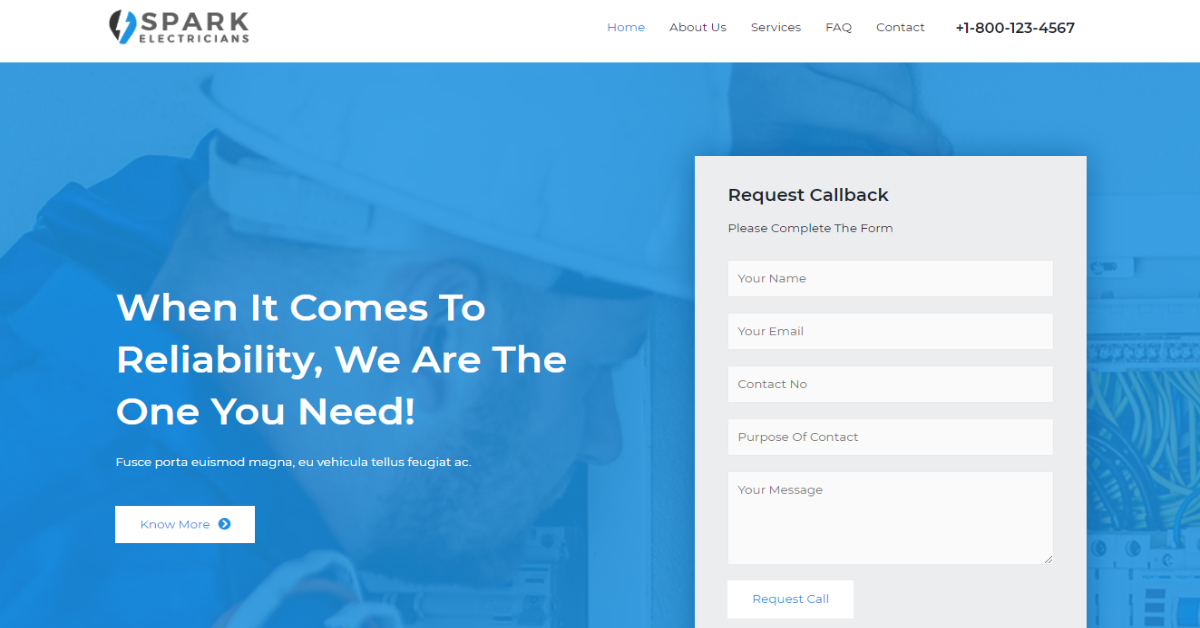 SPARK
ELECTRICIANS
Home About Us Services FAQ Contact +1-800-123-4567
When It Comes To
Reliability, We Are The
One You Need!
Fusce porta euismod magna, eu vehicula tellus feugiat ac.
Know More
Request Callback
Please Complete The Form
Your Name
Your Email
Contact No
Purpose Of Contact
Your Message
Request Call